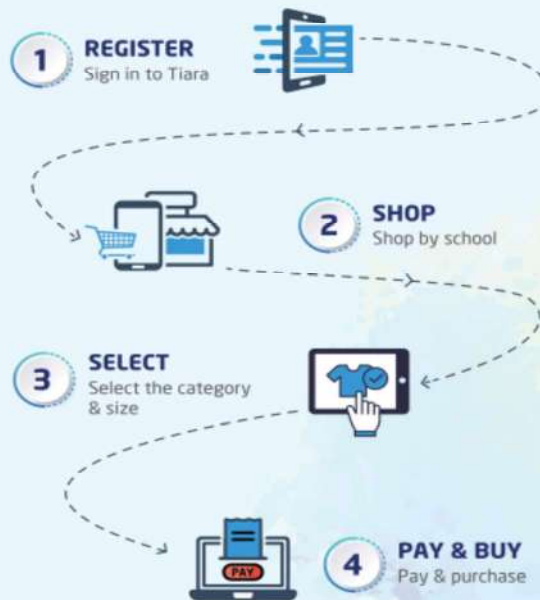 1
REGISTER
Sign in to Tiara
2
SHOP
Shop by school
3
SELECT
Select the category
& size
PAY
4
PAY & BUY
Pay & purchase